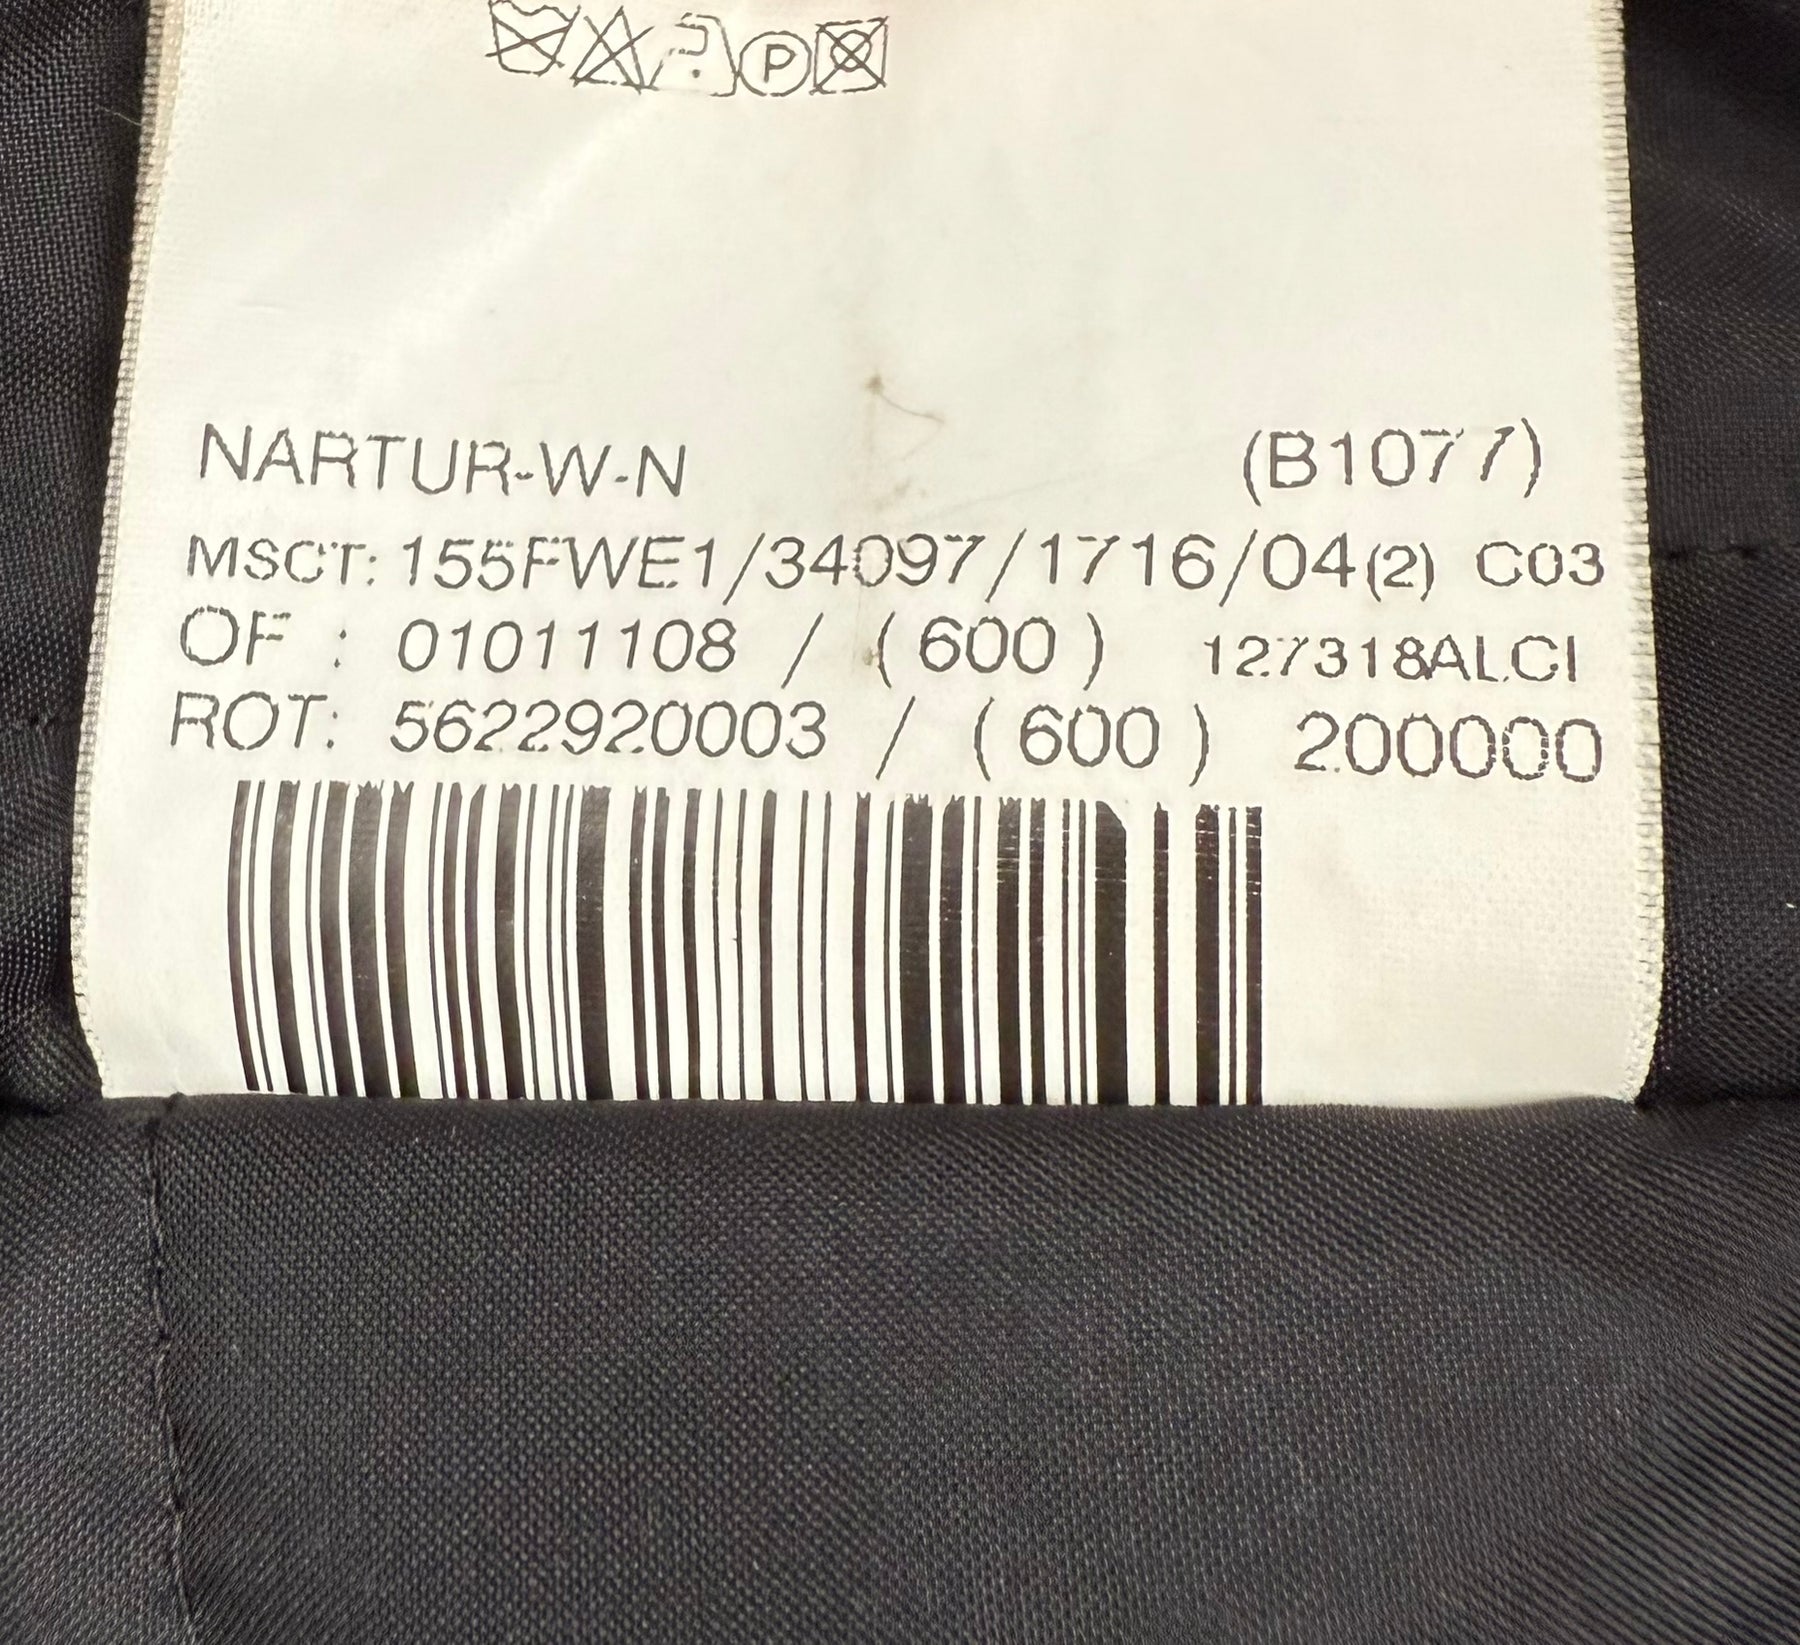 P
NARTUR-W-N (B1077)
MSCT: 155FWE1/34097/1716/04(2) C03
OF : 01011108 / (600) 127318ALCI
ROT: 5622920003 / (600) 200000